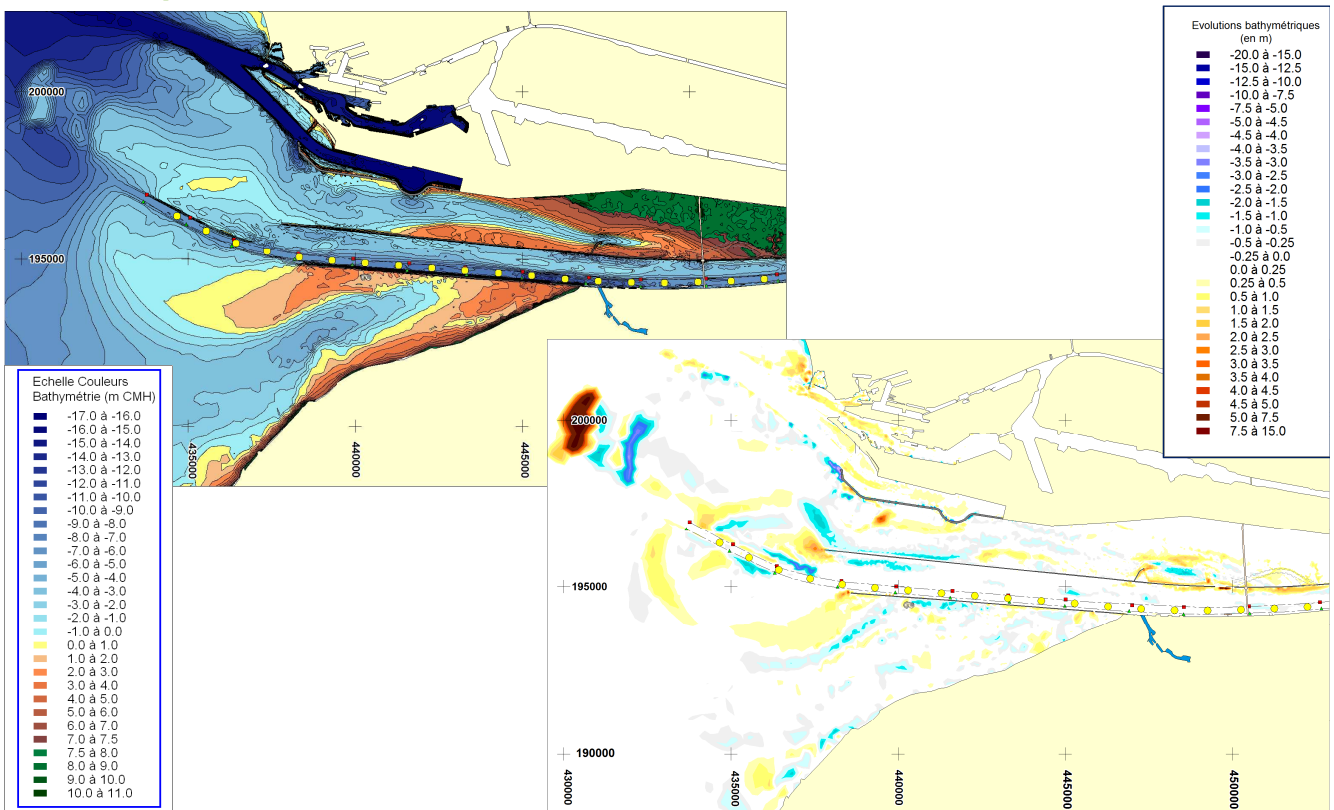 200000
195000
435000
440000
445000
Echelle Couleurs
Bathymétrie (m CMH)
-17.0 à -16.0
-16.0 à -15.0
-15.0 à -14.0
-14.0 à -13.0
-13.0 à -12.0
-12.0 à -11.0
-11.0 à -10.0
-10.0 à -9.0
-9.0 à -8.0
-8.0 à -7.0
-7.0 à -6.0
-6.0 à -5.0
-5.0 à -4.0
-4.0 à -3.0
-3.0 à -2.0
-2.0 à -1.0
-1.0 à 0.0
0.0 à 1.0
1.0 à 2.0
2.0 à 3.0
3.0 à 4.0
4.0 à 5.0
5.0 à 6.0
6.0 à 7.0
7.0 à 7.5
7.5 à 8.0
8.0 à 9.0
9.0 à 10.0
10.0 à 11.0
Evolutions bathymétriques
(en m)
-20.0 à -15.0
-15.0 à -12.5
-12.5 à -10.0
-10.0 à -7.5
-7.5 à -5.0
-5.0 à -4.5
-4.5 à -4.0
-4.0 à -3.5
-3.5 à -3.0
-3.0 à -2.5
-2.5 à -2.0
-2.0 à -1.5
-1.5 à -1.0
-1.0 à -0.5
-0.5 à -0.25
-0.25 à 0.0
0.0 à 0.25
0.25 à 0.5
0.5 à 1.0
1.0 à 1.5
1.5 à 2.0
2.0 à 2.5
2.5 à 3.0
3.0 à 3.5
3.5 à 4.0
4.0 à 4.5
4.5 à 5.0
5.0 à 7.5
7.5 à 15.0
200000
195000
190000
430000
435000
440000
445000
450000